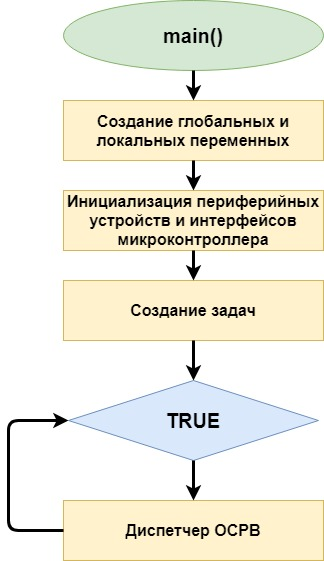 main()
Создание глобальных и
локальных переменных
Инициализация периферийных
устройств и интерфейсов
микроконтроллера
Создание задач
TRUE
Диспетчер ОСРВ